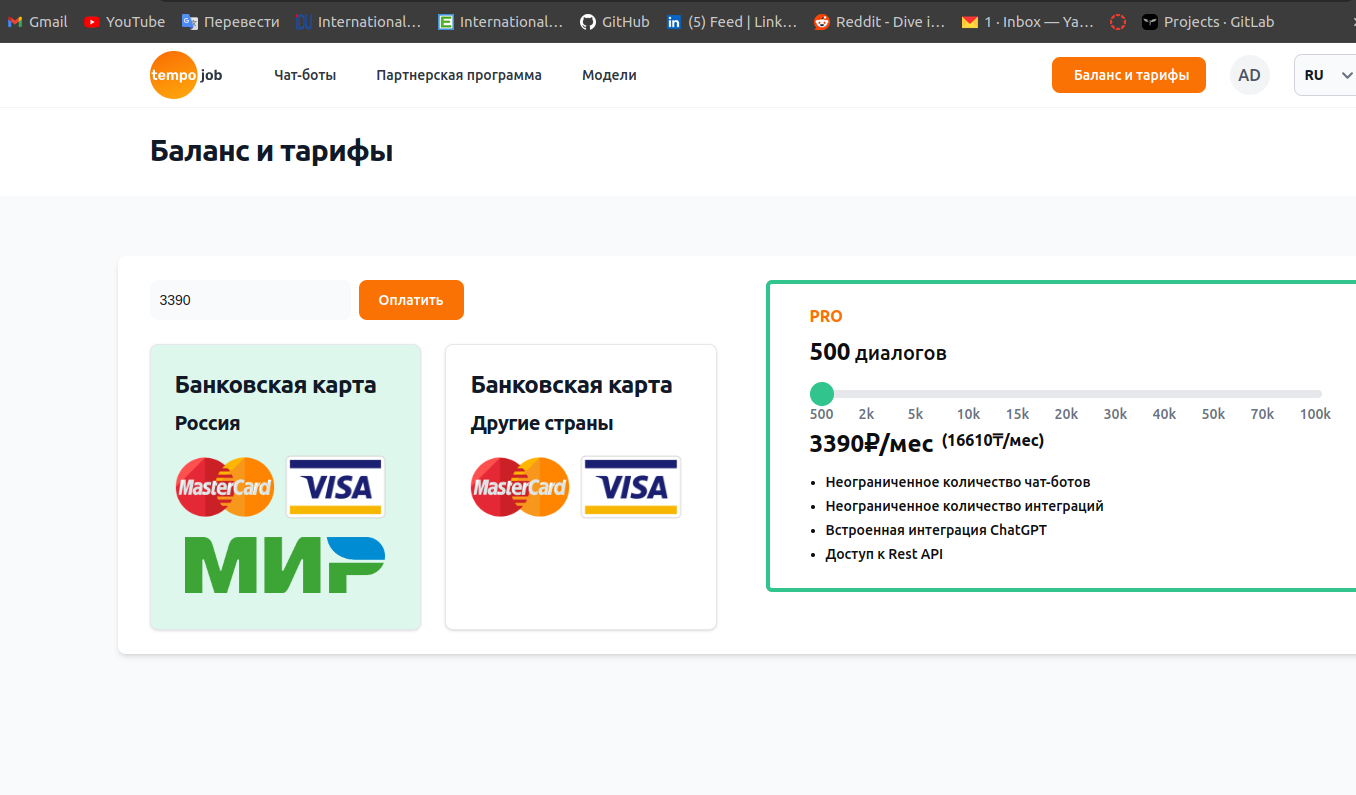 Gmail YouTube Перевести International… International… GitHub (5) Feed | Link… Reddit - Dive i… 1 · Inbox — Ya… Projects · GitLab
tempo job Чат-боты Партнерская программа Модели Баланс и тарифы AD RU
Баланс и тарифы
3390 Оплатить
PRO
500 диалогов
500 2k 5k 10k 15k 20k 30k 40k 50k 70k 100k
3390₽/мес (16610₸/мес)
• Неограниченное количество чат-ботов
• Неограниченное количество интеграций
• Встроенная интеграция ChatGPT
• Доступ к Rest API
Банковская карта
Россия
MasterCard VISA
МИР
Банковская карта
Другие страны
MasterCard VISA